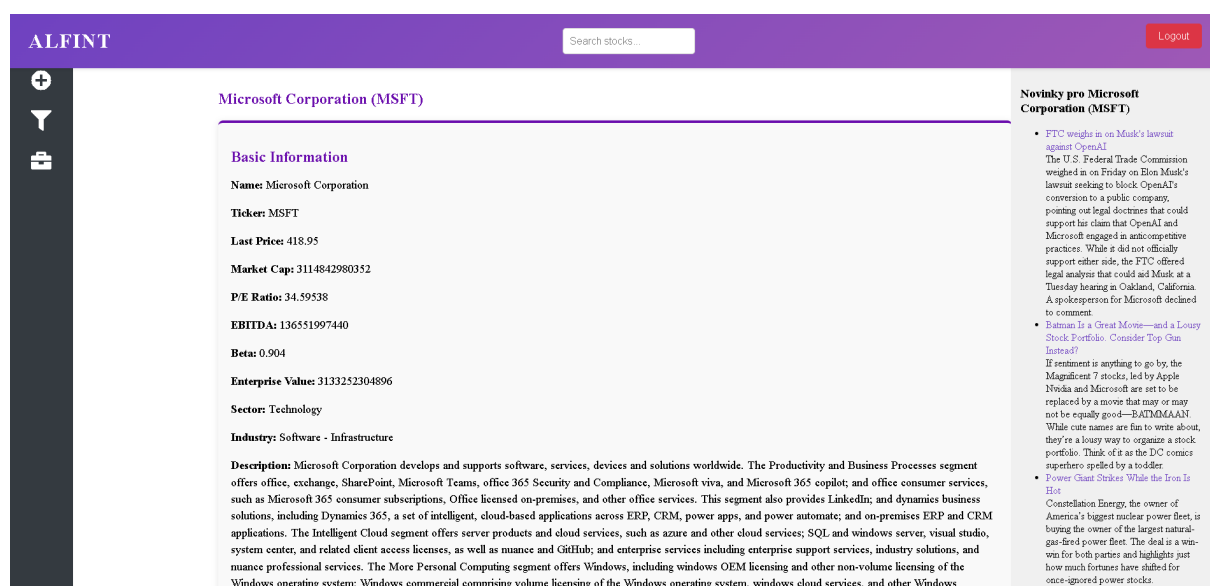 ALFINT
Search stocks...
Logout
Microsoft Corporation (MSFT)
Basic Information
Name: Microsoft Corporation
Ticker: MSFT
Last Price: 418.95
Market Cap: 3114842980352
P/E Ratio: 34.59538
EBITDA: 136551997440
Beta: 0.904
Enterprise Value: 3133252304896
Sector: Technology
Industry: Software - Infrastructure
Description: Microsoft Corporation develops and supports software, services, devices and solutions worldwide. The Productivity and Business Processes segment
offers office, exchange, SharePoint, Microsoft Teams, office 365 Security and Compliance, Microsoft viva, and Microsoft 365 copilot; and office consumer services,
such as Microsoft 365 consumer subscriptions, Office licensed on-premises, and other office services. This segment also provides LinkedIn; and dynamics business
solutions, including Dynamics 365, a set of intelligent, cloud-based applications across ERP, CRM, power apps, and power automate; and on-premises ERP and CRM
applications. The Intelligent Cloud segment offers server products and cloud services, such as azure and other cloud services; SQL and windows server, visual studio,
system center, and related client access licenses, as well as nuance and GitHub; and enterprise services including enterprise support services, industry solutions, and
nuance professional services. The More Personal Computing segment offers Windows, including windows OEM licensing and other non-volume licensing of the
Windows operating system; Windows commercial comprising volume licensing of the Windows operating system, windows cloud services, and other Windows
Novinky pro Microsoft
Corporation (MSFT)
FTC weighs in on Musk's lawsuit
against OpenAI
The U.S. Federal Trade Commission
weighed in on Friday on Elon Musk's
lawsuit seeking to block OpenAI's
conversion to a public company,
pointing out legal doctrines that could
support his claim that OpenAI and
Microsoft engaged in anticompetitive
practices. While it did not officially
support either side, the FTC offered
legal analysis that could aid Musk at a
Tuesday hearing in Oakland, California.
A spokesperson for Microsoft declined
to comment.
Batman Is a Great Movie—and a Lousy
Stock Portfolio. Consider Top Gun
Instead?
If sentiment is anything to go by, the
Magnificent 7 stocks, led by Apple
Nvidia and Microsoft are set to be
replaced by a movie that may or may
not be equally good—BATMMAAN.
While cute names are fun to write about,
they're a lousy way to organize a stock
portfolio. Think of it as the DC comics
superhero spelled by a toddler.
Power Giant Strikes While the Iron Is
Hot
Constellation Energy, the owner of
America's biggest nuclear power fleet, is
buying the owner of the largest natural-
gas-fired power fleet. The deal is a win-
win for both parties and highlights just
how much fortunes have shifted for
once-ignored power stocks.